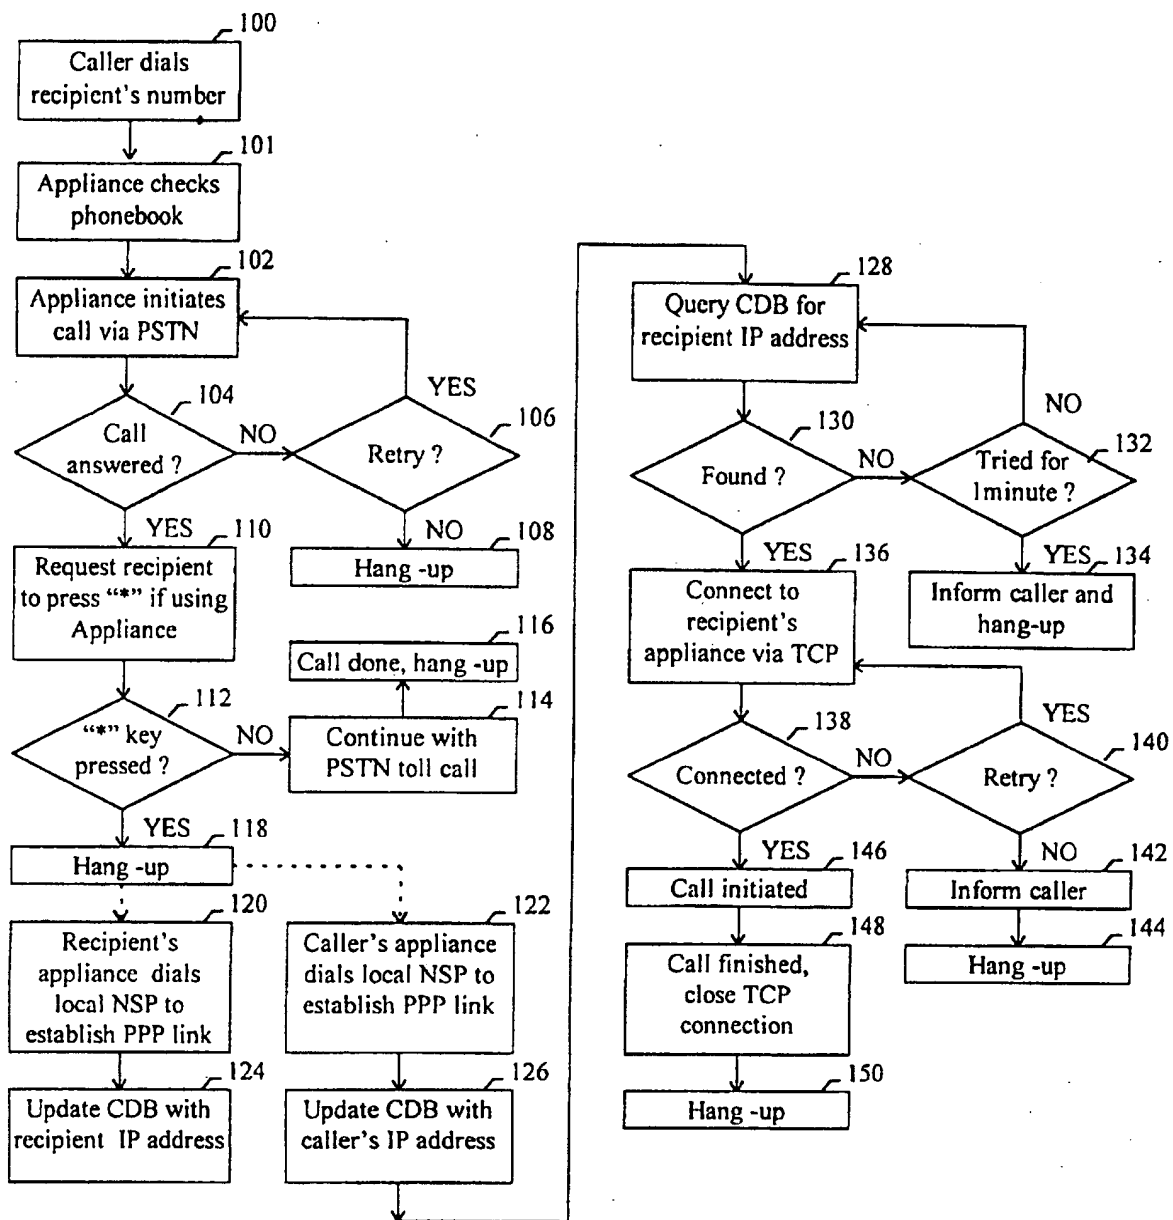 100
Caller dials
recipient's number
101
Appliance checks
phonebook
102
Appliance initiates
call via PSTN
104
Call
answered ?
NO
YES
106
Retry ?
YES
110
NO
108
Hang -up
Request recipient
to press “*” if using
Appliance
116
Call done, hang -up
112
“*” key
pressed ?
NO
114
Continue with
PSTN toll call
YES
118
Hang -up
120
Recipient's
appliance dials
local NSP to
establish PPP link
122
Caller's appliance
dials local NSP to
establish PPP link
124
Update CDB with
recipient IP address
126
Update CDB with
caller's IP address
128
Query CDB for
recipient IP address
130
Found ?
NO
NO
132
Tried for
1minute ?
YES
136
Connect to
recipient's
appliance via TCP
YES
134
Inform caller and
hang-up
138
Connected ?
NO
YES
140
Retry ?
YES
146
Call initiated
NO
142
Inform caller
148
Call finished,
close TCP
connection
144
Hang -up
150
Hang -up